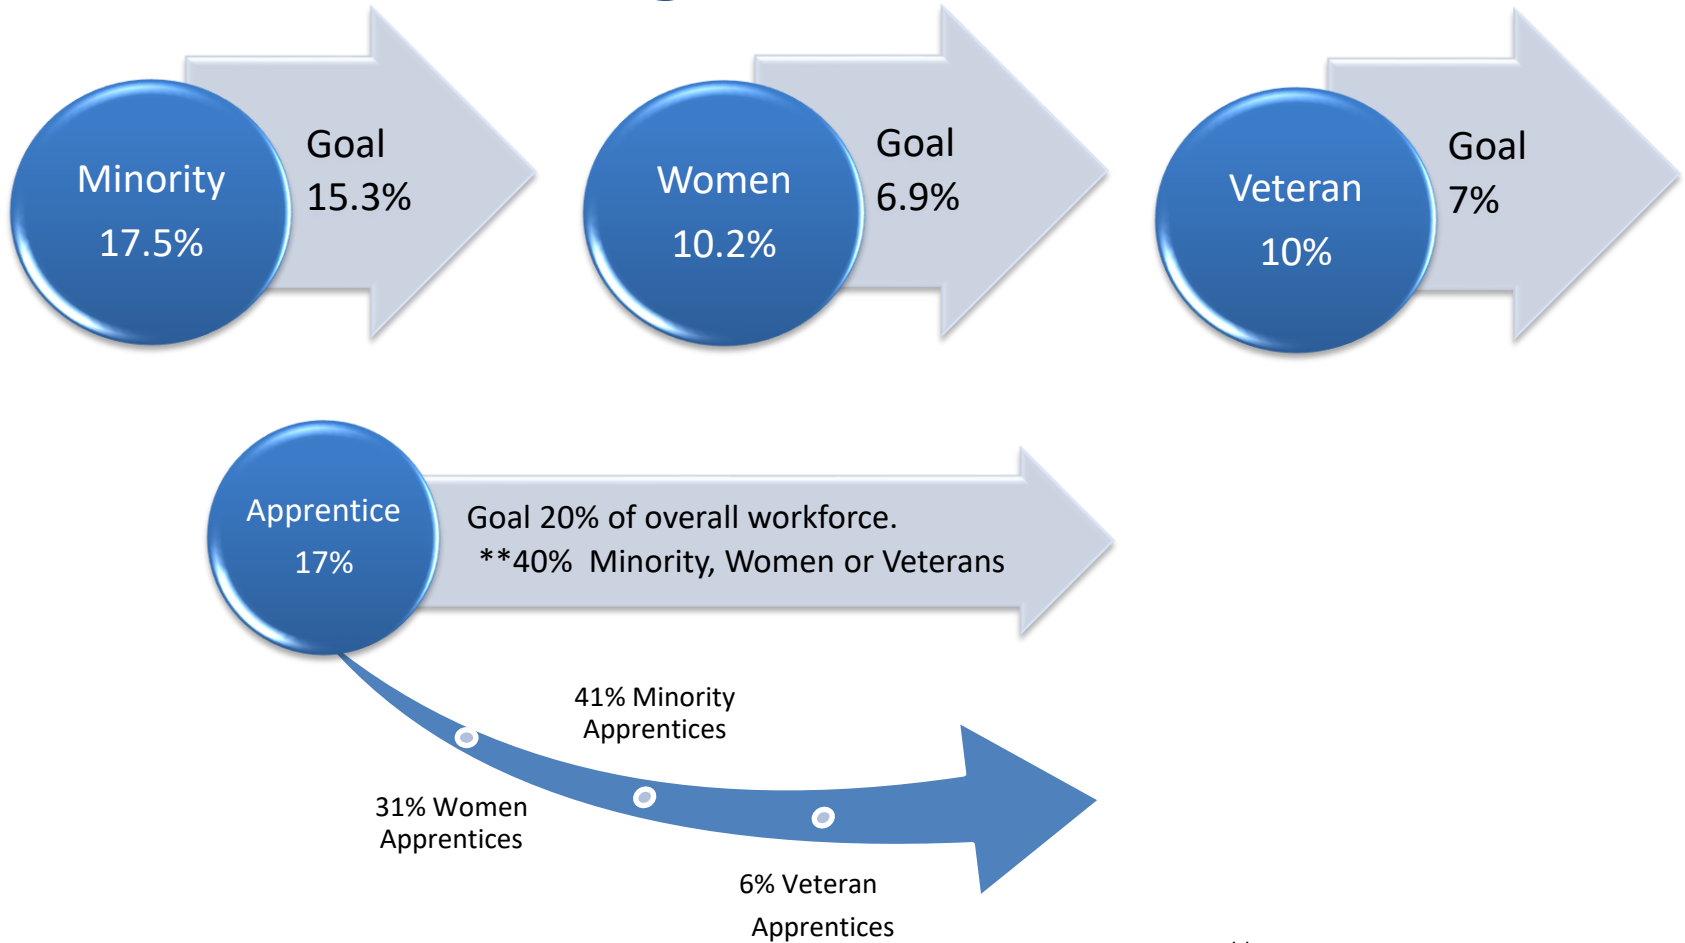 Minority
17.5%
Goal
15.3%
Women
10.2%
Goal
6.9%
Veteran
10%
Goal
7%
Apprentice
17%
Goal 20% of overall workforce.
**40% Minority, Women or Veterans
41% Minority
Apprentices
31% Women
Apprentices
6% Veteran
Apprentices